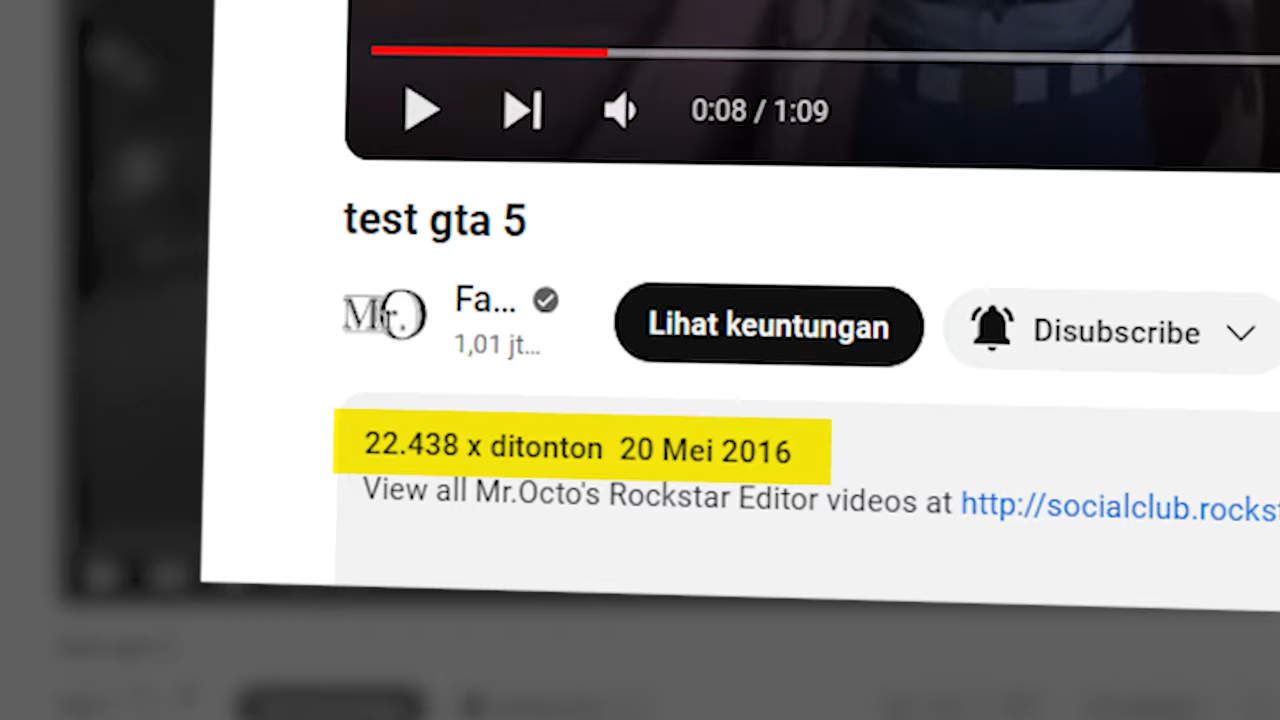 0:08 / 1:09
test gta 5
Mr.O
Fa...
1,01 jt...
Lihat keuntungan
Disubscribe
22.438 x ditonton 20 Mei 2016
View all Mr.Octo's Rockstar Editor videos at http://socialclub.rockst